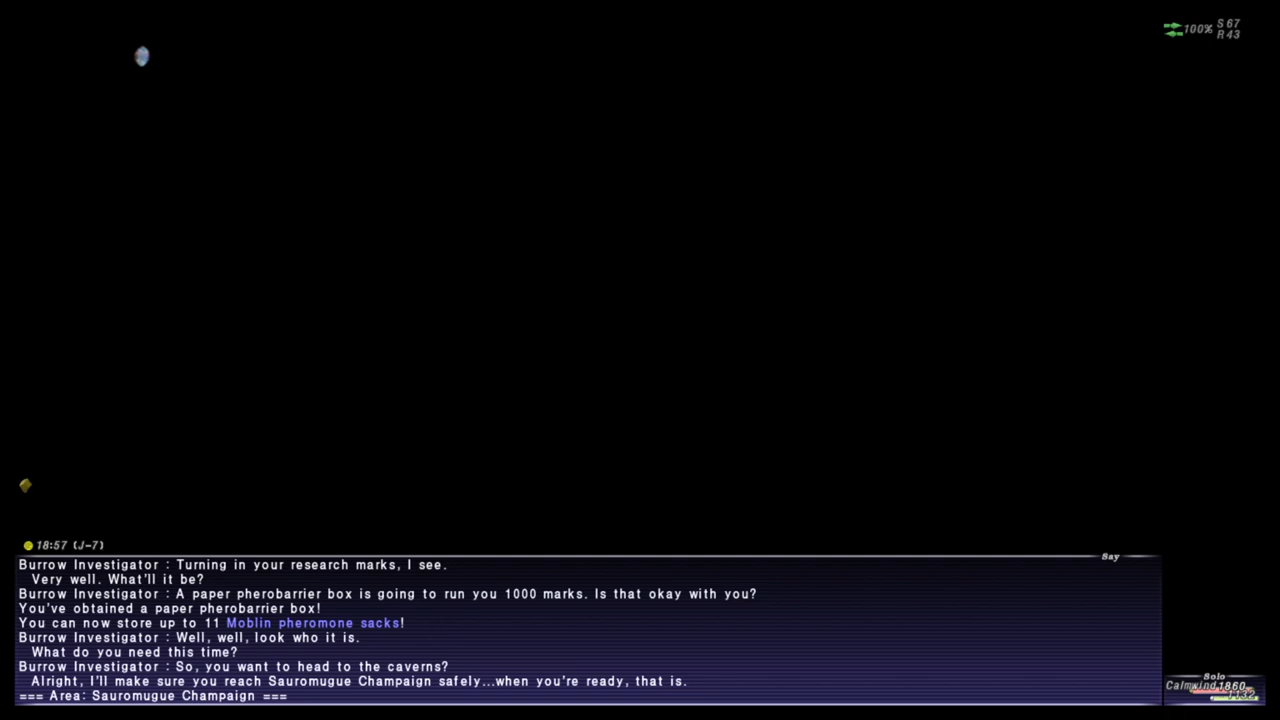 100% S 67
R 43
18:57 (J-7)
Say
Burrow Investigator : Turning in your research marks, I see.
Very well. What'll it be?
Burrow Investigator : A paper pherobarrier box is going to run you 1000 marks. Is that okay with you?
You've obtained a paper pherobarrier box!
You can now store up to 11 Moblin pheromone sacks!
Burrow Investigator : Well, well, look who it is.
What do you need this time?
Burrow Investigator : So, you want to head to the caverns?
Alright, I'll make sure you reach Sauromugue Champaign safely...when you're ready, that is.
=== Area: Sauromugue Champaign ===
Solo
Calmwind 1860
1132